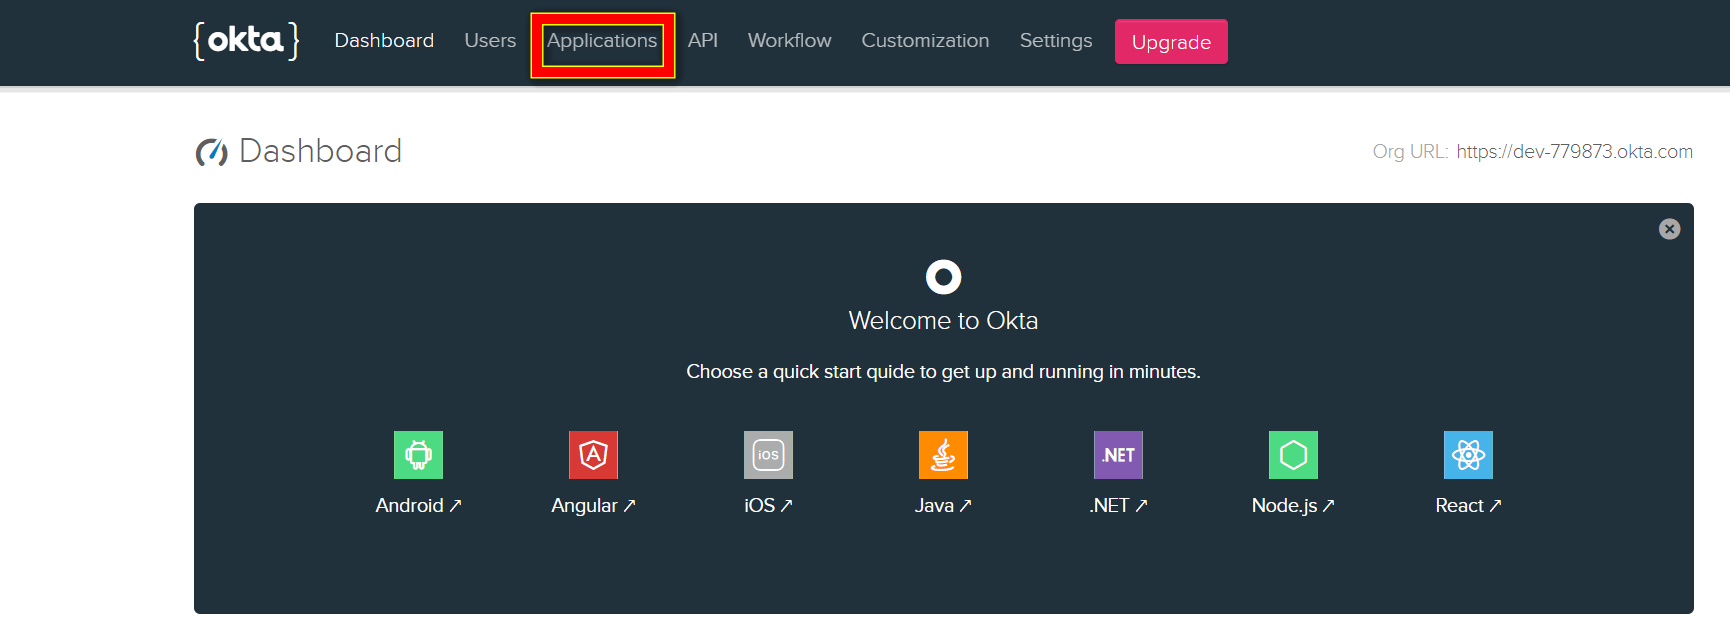 {okta} Dashboard Users Applications API Workflow Customization Settings Upgrade
Dashboard Org URL: https://dev-779873.okta.com
Welcome to Okta
Choose a quick start quide to get up and running in minutes.
iOS .NET
Android ↗ Angular ↗ iOS ↗ Java ↗ .NET ↗ Node.js ↗ React ↗